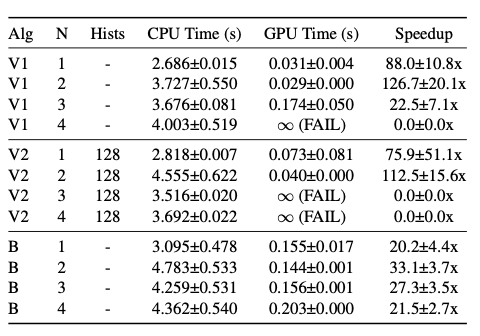 Alg N Hists CPU Time (s) GPU Time (s) Speedup
V1 1 - 2.686±0.015 0.031±0.004 88.0±10.8x
V1 2 - 3.727±0.550 0.029±0.000 126.7±20.1x
V1 3 - 3.676±0.081 0.174±0.050 22.5±7.1x
V1 4 - 4.003±0.519 ∞ (FAIL) 0.0±0.0x
V2 1 128 2.818±0.007 0.073±0.081 75.9±51.1x
V2 2 128 4.555±0.622 0.040±0.000 112.5±15.6x
V2 3 128 3.516±0.020 ∞ (FAIL) 0.0±0.0x
V2 4 128 3.692±0.022 ∞ (FAIL) 0.0±0.0x
B 1 - 3.095±0.478 0.155±0.017 20.2±4.4x
B 2 - 4.783±0.533 0.144±0.001 33.1±3.7x
B 3 - 4.259±0.531 0.156±0.001 27.3±3.5x
B 4 - 4.362±0.540 0.203±0.000 21.5±2.7x